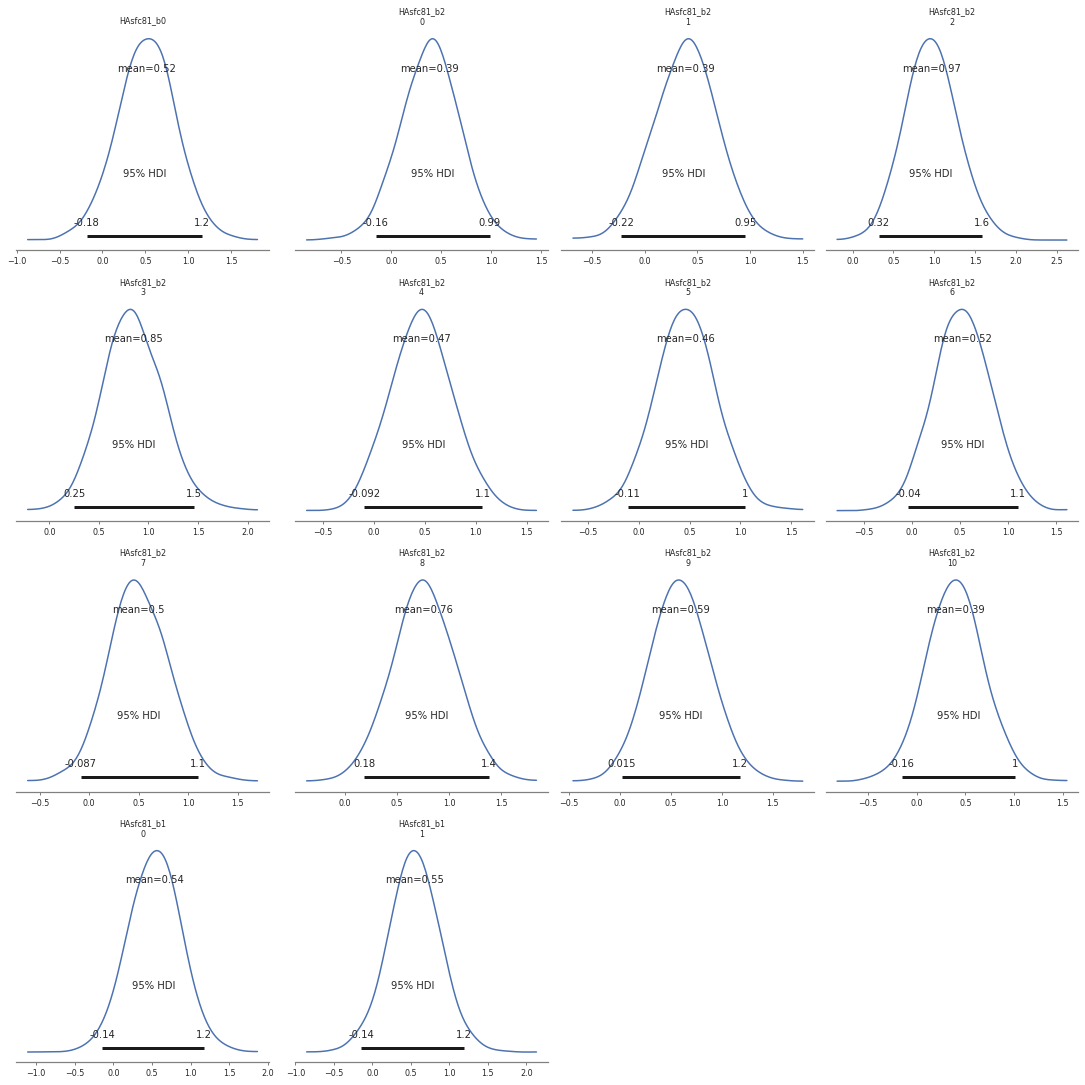 HAsfc81_b0
mean=0.52
95% HDI
-0.18 1.2
−1.0 −0.5 0.0 0.5 1.0 1.5
HAsfc81_b2
0
mean=0.39
95% HDI
-0.16 0.99
−0.5 0.0 0.5 1.0 1.5
HAsfc81_b2
1
mean=0.39
95% HDI
-0.22 0.95
−0.5 0.0 0.5 1.0 1.5
HAsfc81_b2
2
mean=0.97
95% HDI
0.32 1.6
0.0 0.5 1.0 1.5 2.0 2.5
HAsfc81_b2
3
mean=0.85
95% HDI
0.25 1.5
0.0 0.5 1.0 1.5 2.0
HAsfc81_b2
4
mean=0.47
95% HDI
-0.092 1.1
−0.5 0.0 0.5 1.0 1.5
HAsfc81_b2
5
mean=0.46
95% HDI
-0.11 1
−0.5 0.0 0.5 1.0 1.5
HAsfc81_b2
6
mean=0.52
95% HDI
-0.04 1.1
−0.5 0.0 0.5 1.0 1.5
HAsfc81_b2
7
mean=0.5
95% HDI
-0.087 1.1
−0.5 0.0 0.5 1.0 1.5
HAsfc81_b2
8
mean=0.76
95% HDI
0.18 1.4
0.0 0.5 1.0 1.5
HAsfc81_b2
9
mean=0.59
95% HDI
0.015 1.2
−0.5 0.0 0.5 1.0 1.5
HAsfc81_b2
10
mean=0.39
95% HDI
-0.16 1
−0.5 0.0 0.5 1.0 1.5
HAsfc81_b1
0
mean=0.54
95% HDI
-0.14 1.2
−1.0 −0.5 0.0 0.5 1.0 1.5 2.0
HAsfc81_b1
1
mean=0.55
95% HDI
-0.14 1.2
−1.0 −0.5 0.0 0.5 1.0 1.5 2.0